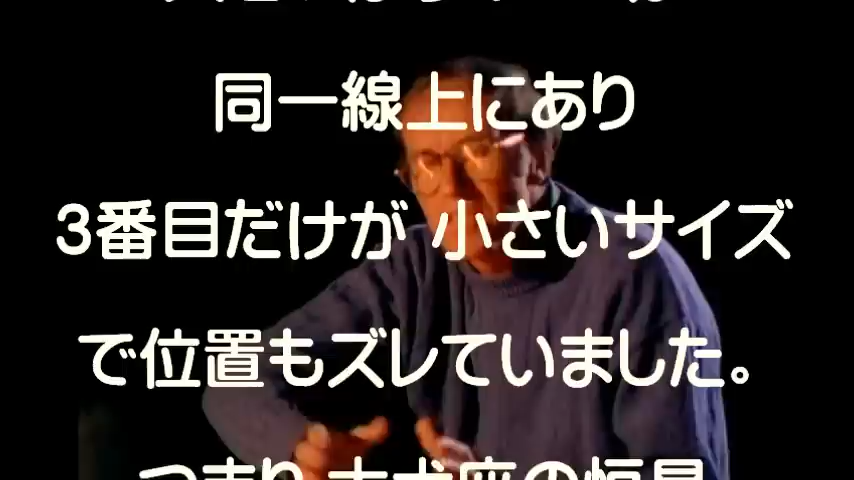 同一線上にあり
3番目だけが 小さいサイズ
で位置もズレていました。